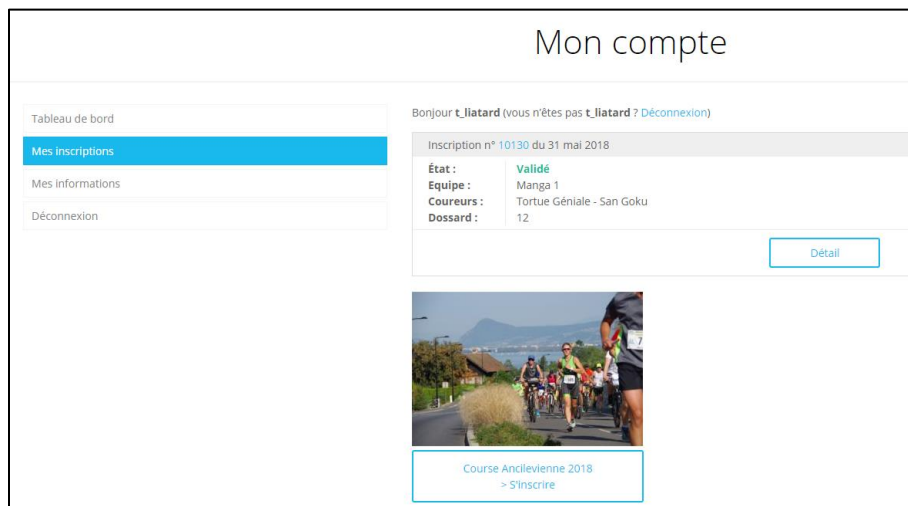 Mon compte
Tableau de bord
Mes inscriptions
Mes informations
Déconnexion
Bonjour t_liatard (vous n'êtes pas t_liatard ? Déconnexion)
Inscription n° 10130 du 31 mai 2018
État : Validé
Equipe : Manga 1
Coureurs : Tortue Géniale - San Goku
Dossard : 12
Détail
7
Course Ancilevienne 2018
> S'inscrire